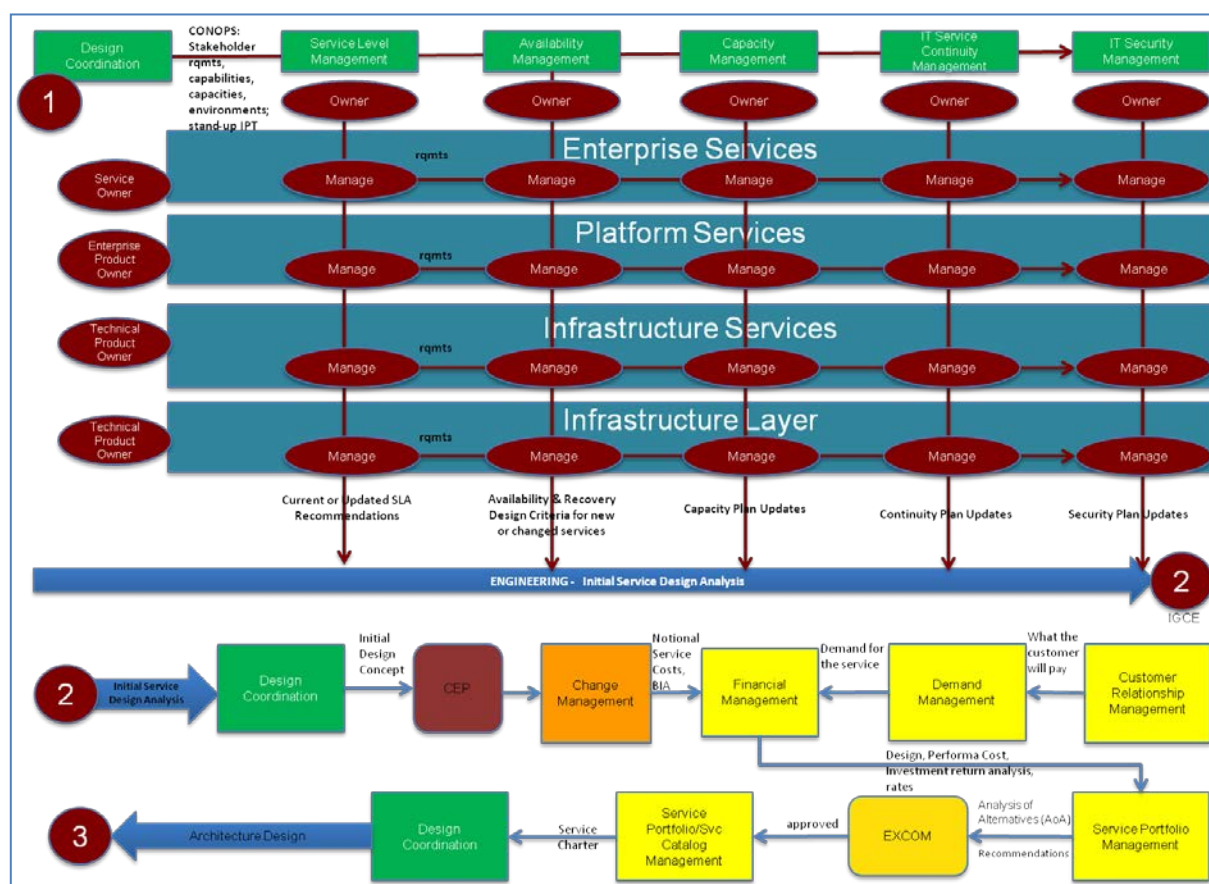 CONOPS:
Stakeholder
rqmts,
capabilities,
capacities,
environments;
stand-up IPT
Design
Coordination
Service Level
Management
Availability
Management
Capacity
Management
IT Service
Continuity
Management
IT Security
Management
1
Owner
Owner
Owner
Owner
Owner
Enterprise Services
rqmts
Service
Owner
Manage
Manage
Manage
Manage
Manage
Platform Services
Enterprise
Product
Owner
rqmts
Manage
Manage
Manage
Manage
Manage
Infrastructure Services
Technical
Product
Owner
rqmts
Manage
Manage
Manage
Manage
Manage
Infrastructure Layer
Technical
Product
Owner
rqmts
Manage
Manage
Manage
Manage
Manage
Current or Updated SLA
Recommendations
Availability & Recovery
Design Criteria for new
or changed services
Capacity Plan Updates
Continuity Plan Updates
Security Plan Updates
ENGINEERING - Initial Service Design Analysis
2
IGCE
2
Initial Service
Design Analysis
Design
Coordination
Initial
Design
Concept
CEP
Change
Management
Notional
Service
Costs,
BIA
Financial
Management
Demand for
the service
Demand
Management
What the
customer
will pay
Customer
Relationship
Management
Design, Performa Cost,
Investment return analysis,
rates
3
Architecture Design
Design
Coordination
Service
Charter
Service
Portfolio/Svc
Catalog
Management
approved
EXCOM
Analysis of
Alternatives (AoA)
Recommendations
Service Portfolio
Management